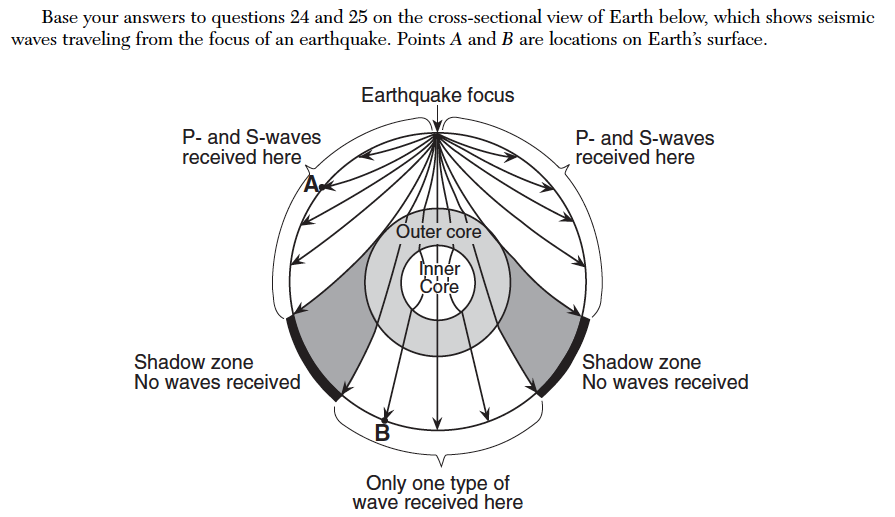 Base your answers to questions 24 and 25 on the cross-sectional view of Earth below, which shows seismic
waves traveling from the focus of an earthquake. Points A and B are locations on Earth's surface.
Earthquake focus
P- and S-waves
received here
P- and S-waves
received here
A
Outer core
Inner
Core
Shadow zone
No waves received
Shadow zone
No waves received
B
Only one type of
wave received here